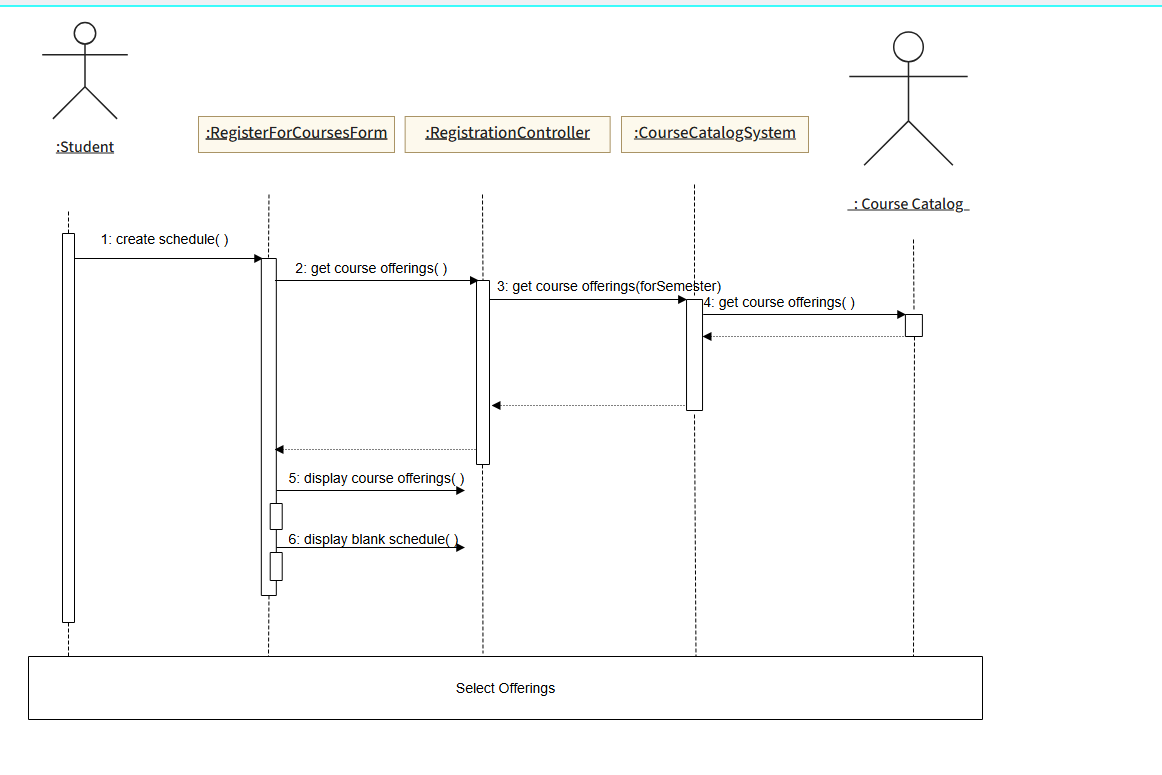 :Student
:RegisterForCoursesForm
:RegistrationController
:CourseCatalogSystem
: Course Catalog
1: create schedule( )
2: get course offerings( )
3: get course offerings(forSemester)
4: get course offerings( )
5: display course offerings( )
6: display blank schedule( )
Select Offerings